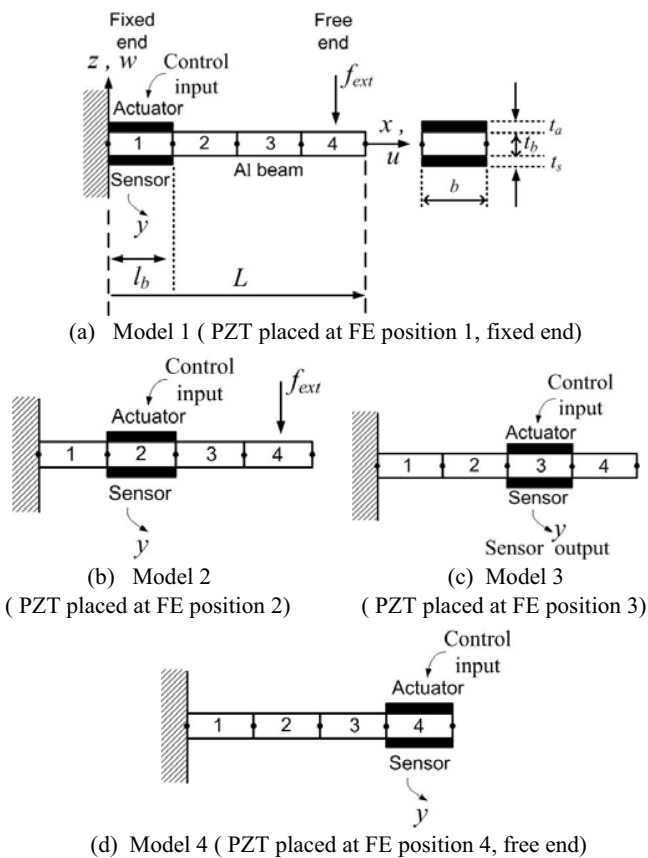 Fixed end
Free end
z , w
Control input
f_ext
Actuator
x , u
1 2 3 4
Al beam
Sensor
y
t_a
t_b
t_s
b
l_b
L
(a) Model 1 ( PZT placed at FE position 1, fixed end)
Control input
f_ext
Actuator
1 2 3 4
Sensor
y
(b) Model 2
( PZT placed at FE position 2)
Control input
Actuator
1 2 3 4
Sensor
y
Sensor output
(c) Model 3
( PZT placed at FE position 3)
Control input
Actuator
1 2 3 4
Sensor
y
(d) Model 4 ( PZT placed at FE position 4, free end)